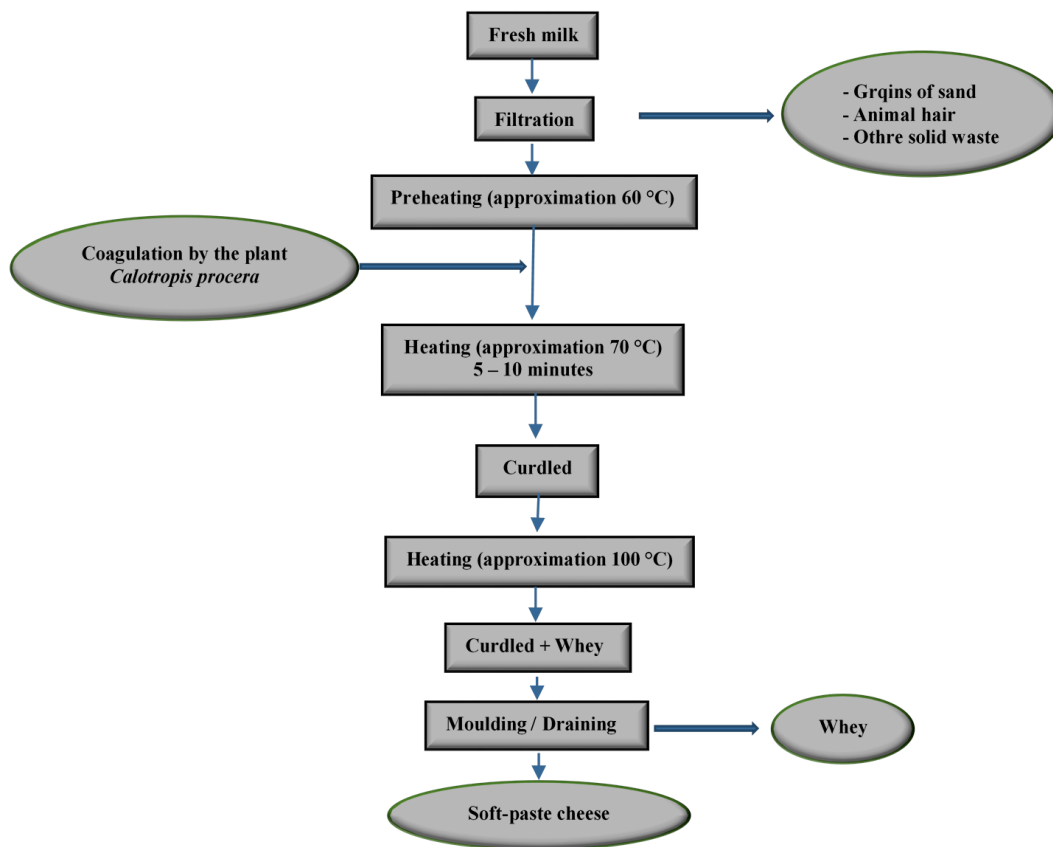 Fresh milk
Filtration
- Grqins of sand
- Animal hair
- Othre solid waste
Preheating (approximation 60 °C)
Coagulation by the plant
Calotropis procera
Heating (approximation 70 °C)
5 – 10 minutes
Curdled
Heating (approximation 100 °C)
Curdled + Whey
Moulding / Draining
Whey
Soft-paste cheese